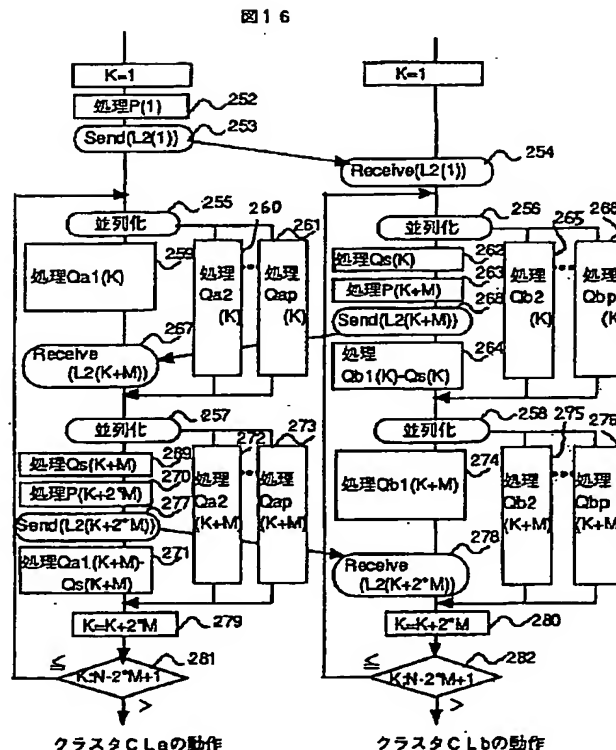 図16
K=1
処理P(1)
252
Send(L2(1))
253
並列化
255
処理Qa1(K)
259
処理
Qa2
(K)
260
処理
Qap
(K)
261
Receive
(L2(K+M))
267
並列化
257
処理Qs(K+M)
269
処理P(K+2*M)
270
Send(L2(K+2*M))
277
処理Qa1(K+M)-
Qs(K+M)
271
処理
Qa2
(K+M)
272
処理
Qap
(K+M)
273
K=K+2*M
279
K:N-2*M+1
281
≦
>
クラスタCLaの動作
K=1
Receive(L2(1))
254
並列化
256
処理Qs(K)
262
処理P(K+M)
263
Send(L2(K+M))
268
処理
Qb1(K)-Qs(K)
264
処理
Qb2
(K)
265
処理
Qbp
(K)
266
並列化
258
処理Qb1(K+M)
274
処理
Qb2
(K+M)
275
処理
Qbp
(K+M)
276
Receive
(L2(K+2*M))
278
K=K+2*M
280
K:N-2*M+1
282
≦
>
クラスタCLbの動作